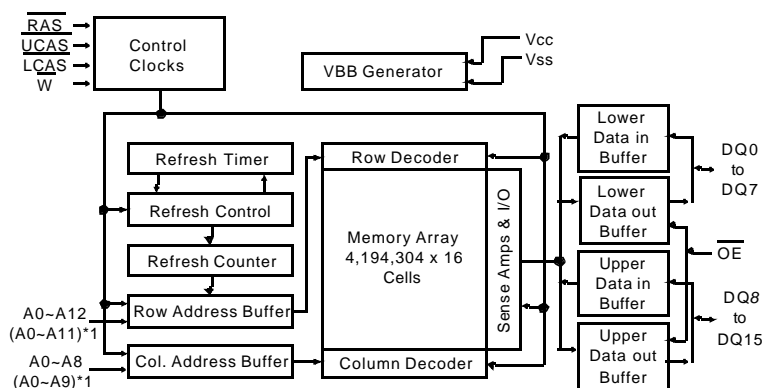 RAS
UCAS
LCAS
W
Control
Clocks
VBB Generator
Vcc
Vss
Refresh Timer
Refresh Control
Refresh Counter
Row Address Buffer
Col. Address Buffer
A0~A12
(A0~A11)*1
A0~A8
(A0~A9)*1
Row Decoder
Memory Array
4,194,304 x 16
Cells
Column Decoder
Sense Amps & I/O
Lower
Data in
Buffer
Lower
Data out
Buffer
Upper
Data in
Buffer
Upper
Data out
Buffer
DQ0
to
DQ7
OE
DQ8
to
DQ15